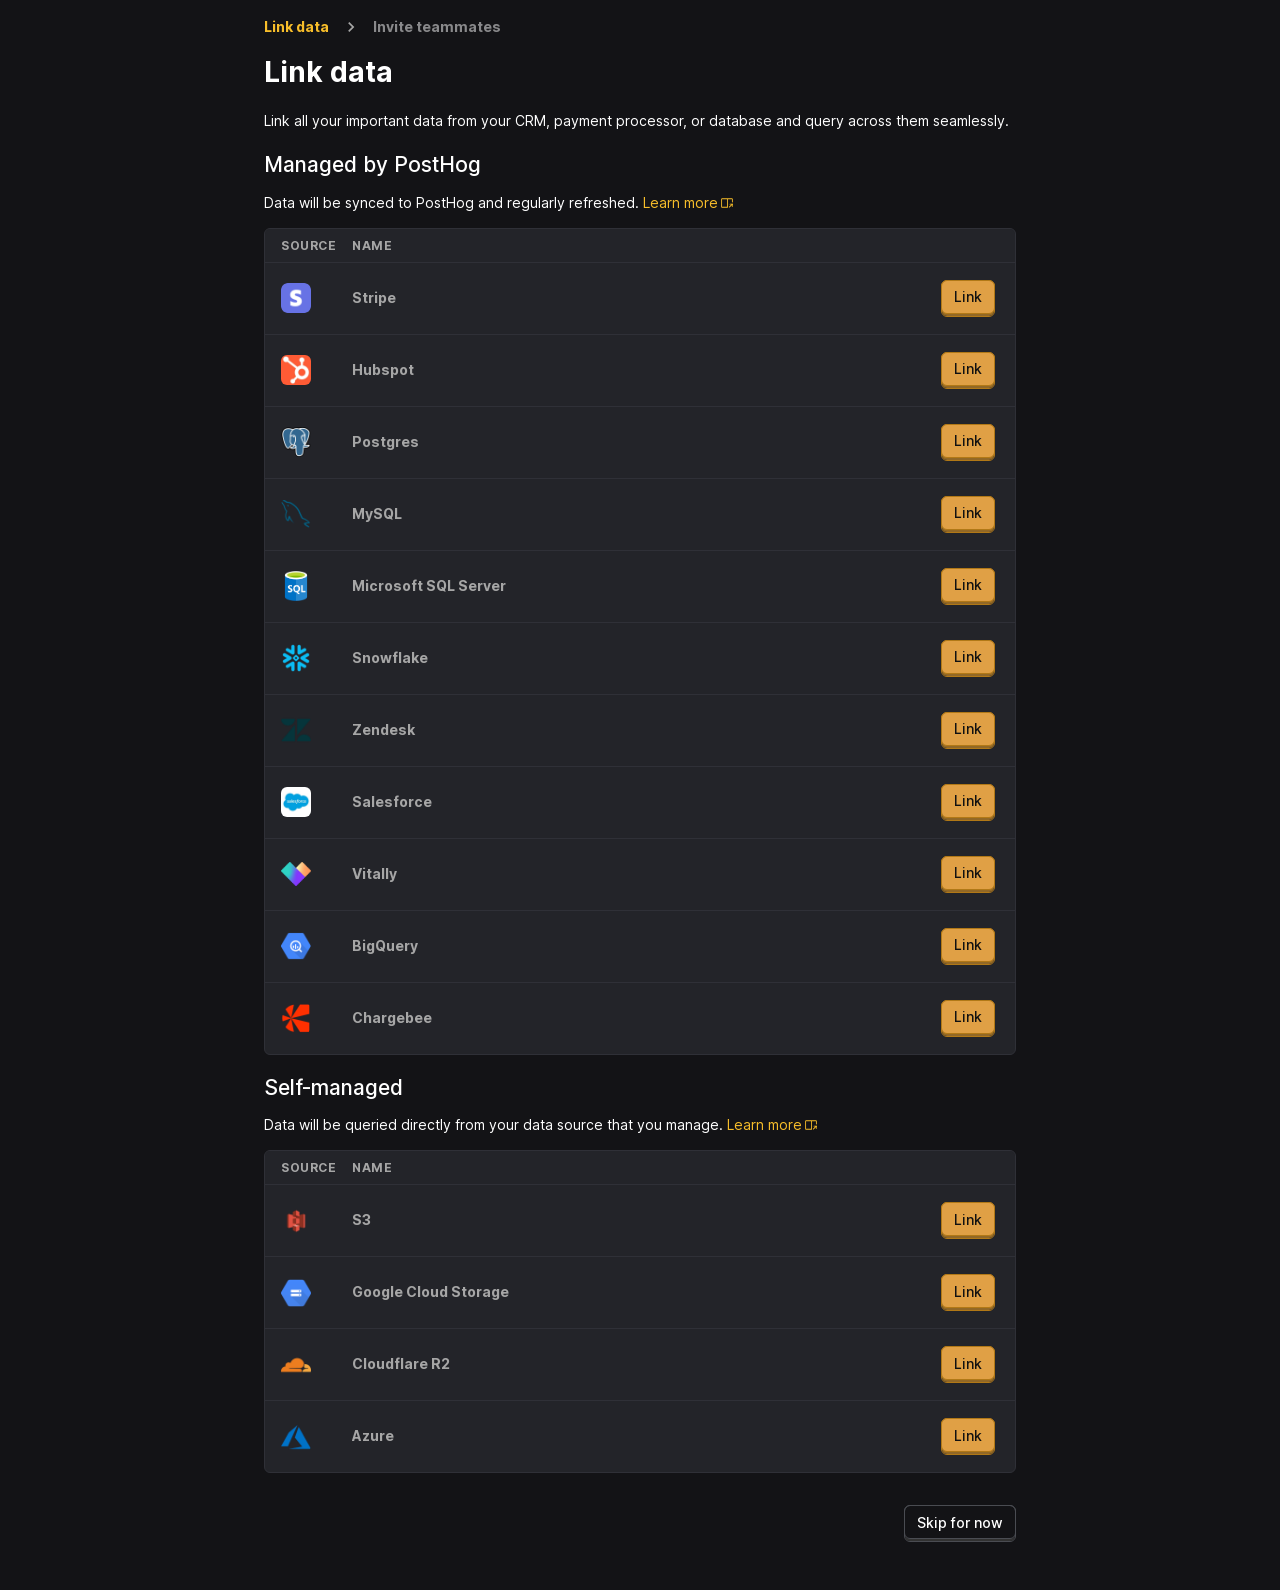 Link data > Invite teammates
Link data
Link all your important data from your CRM, payment processor, or database and query across them seamlessly.
Managed by PostHog
Data will be synced to PostHog and regularly refreshed. Learn more
SOURCE NAME
S Stripe Link
Hubspot Link
Postgres Link
MySQL Link
SQL Microsoft SQL Server Link
Snowflake Link
Zendesk Link
salesforce Salesforce Link
Vitally Link
BigQuery Link
Chargebee Link
Self-managed
Data will be queried directly from your data source that you manage. Learn more
SOURCE NAME
S3 Link
Google Cloud Storage Link
Cloudflare R2 Link
Azure Link
Skip for now